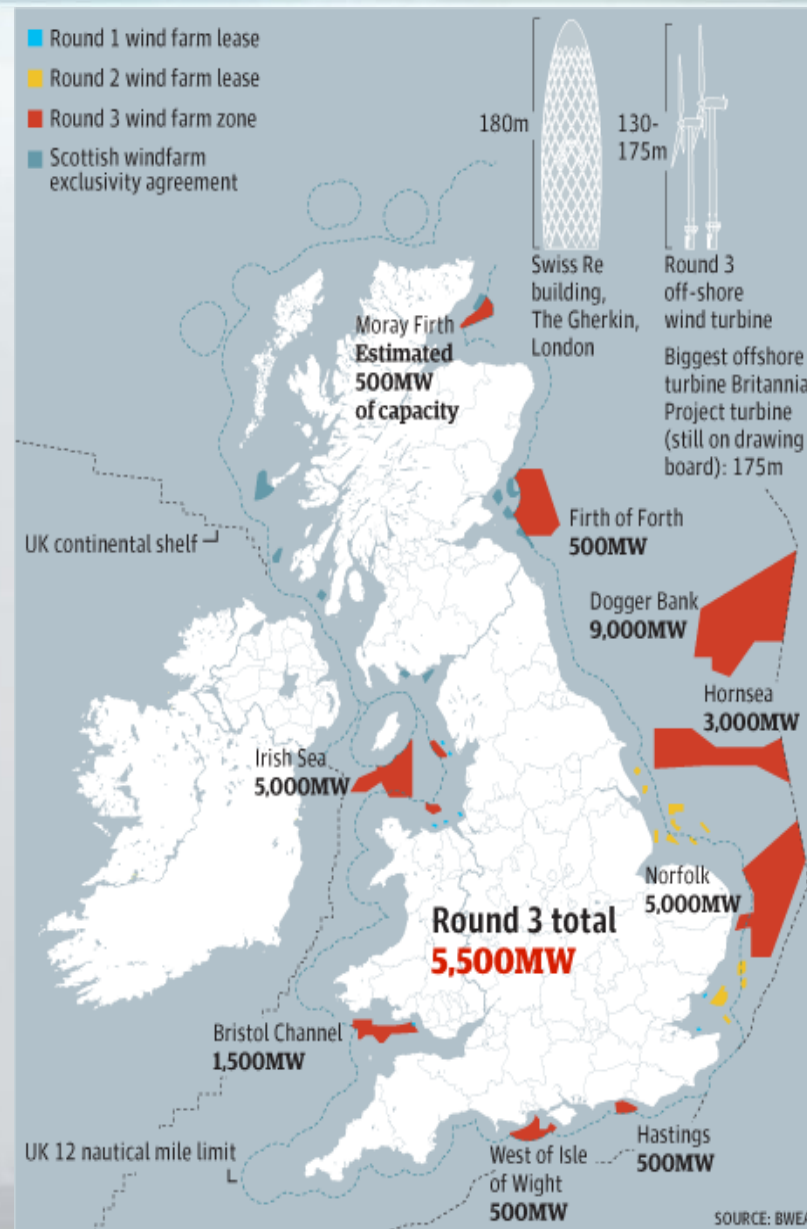 Round 1 wind farm lease
Round 2 wind farm lease
Round 3 wind farm zone
Scottish windfarm
exclusivity agreement
180m
130-
175m
Swiss Re
building,
The Gherkin,
London
Round 3
off-shore
wind turbine
Biggest offshore
turbine Britannia
Project turbine
(still on drawing
board): 175m
Moray Firth
Estimated
500MW
of capacity
UK continental shelf
Firth of Forth
500MW
Dogger Bank
9,000MW
Hornsea
3,000MW
Irish Sea
5,000MW
Norfolk
5,000MW
Round 3 total
5,500MW
Bristol Channel
1,500MW
UK 12 nautical mile limit
West of Isle
of Wight
500MW
Hastings
500MW
SOURCE: BWEA